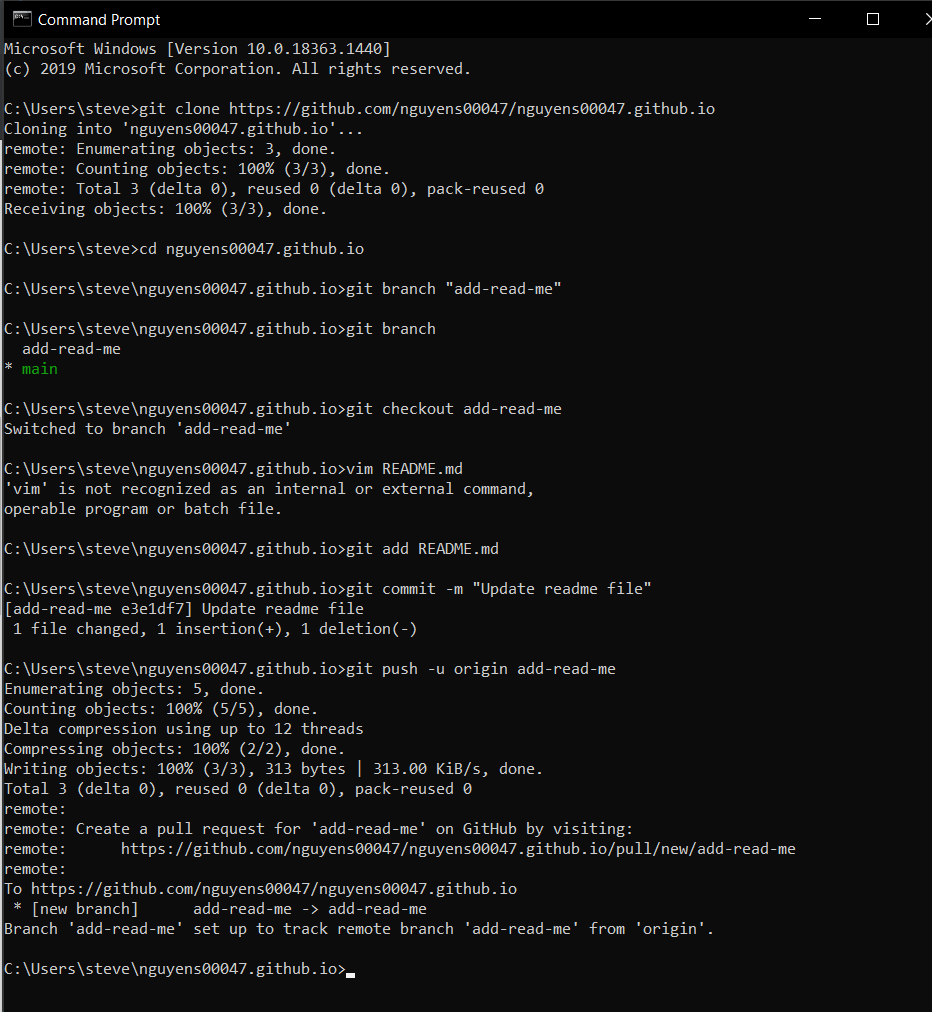 Command Prompt
Microsoft Windows [Version 10.0.18363.1440]
(c) 2019 Microsoft Corporation. All rights reserved.
C:\Users\steve>git clone https://github.com/nguyens00047/nguyens00047.github.io
Cloning into 'nguyens00047.github.io'...
remote: Enumerating objects: 3, done.
remote: Counting objects: 100% (3/3), done.
remote: Total 3 (delta 0), reused 0 (delta 0), pack-reused 0
Receiving objects: 100% (3/3), done.
C:\Users\steve>cd nguyens00047.github.io
C:\Users\steve\nguyens00047.github.io>git branch "add-read-me"
C:\Users\steve\nguyens00047.github.io>git branch
  add-read-me
* main
C:\Users\steve\nguyens00047.github.io>git checkout add-read-me
Switched to branch 'add-read-me'
C:\Users\steve\nguyens00047.github.io>vim README.md
'vim' is not recognized as an internal or external command,
operable program or batch file.
C:\Users\steve\nguyens00047.github.io>git add README.md
C:\Users\steve\nguyens00047.github.io>git commit -m "Update readme file"
[add-read-me e3e1df7] Update readme file
 1 file changed, 1 insertion(+), 1 deletion(-)
C:\Users\steve\nguyens00047.github.io>git push -u origin add-read-me
Enumerating objects: 5, done.
Counting objects: 100% (5/5), done.
Delta compression using up to 12 threads
Compressing objects: 100% (2/2), done.
Writing objects: 100% (3/3), 313 bytes | 313.00 KiB/s, done.
Total 3 (delta 0), reused 0 (delta 0), pack-reused 0
remote:
remote: Create a pull request for 'add-read-me' on GitHub by visiting:
remote:      https://github.com/nguyens00047/nguyens00047.github.io/pull/new/add-read-me
remote:
To https://github.com/nguyens00047/nguyens00047.github.io
 * [new branch]      add-read-me -> add-read-me
Branch 'add-read-me' set up to track remote branch 'add-read-me' from 'origin'.
C:\Users\steve\nguyens00047.github.io>